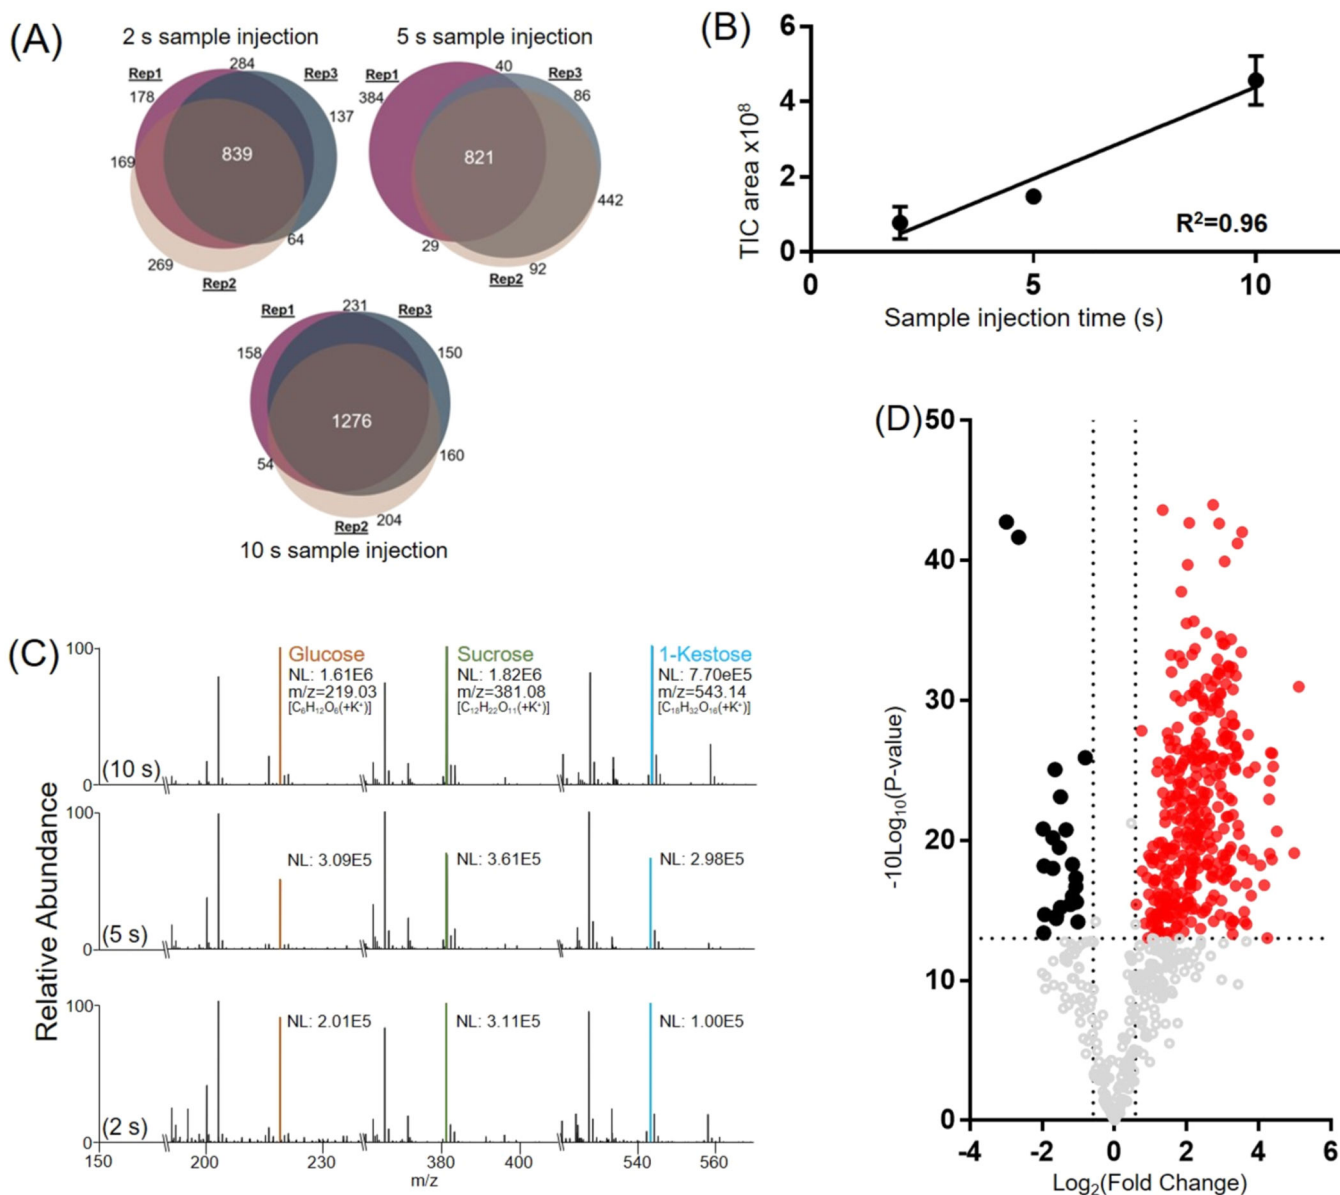 (A)
2 s sample injection
Rep1
284
Rep3
178
137
169
839
64
269
Rep2
5 s sample injection
40
Rep1
Rep3
384
86
821
442
29
92
Rep2
231
Rep1
Rep3
158
150
1276
54
160
Rep2
204
10 s sample injection
(B)
6
4
2
0
TIC area x10⁸
R²=0.96
0
5
10
Sample injection time (s)
(C)
Relative Abundance
100
Glucose
NL: 1.61E6
m/z=219.03
[C₆H₁₂O₆(+K⁺)]
Sucrose
NL: 1.82E6
m/z=381.08
[C₁₂H₂₂O₁₁(+K⁺)]
1-Kestose
NL: 7.70eE5
m/z=543.14
[C₁₈H₃₂O₁₆(+K⁺)]
(10 s)
0
100
NL: 3.09E5
NL: 3.61E5
NL: 2.98E5
(5 s)
0
100
NL: 2.01E5
NL: 3.11E5
NL: 1.00E5
(2 s)
0
150
200
230
380
400
540
560
m/z
(D)
50
40
30
20
10
0
-10Log₁₀(P-value)
-4
-2
0
2
4
6
Log₂(Fold Change)